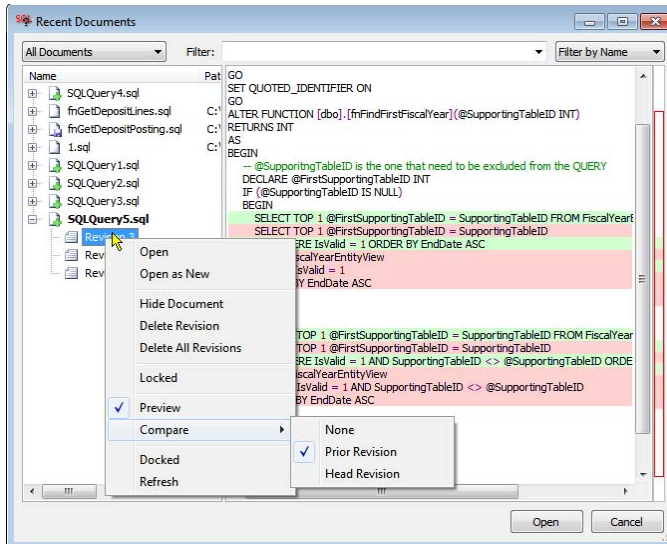 SQL Recent Documents
All Documents
Filter:
Filter by Name
Name Pat
SQLQuery4.sql
fnGetDepositLines.sql C:\
fnGetDepositPosting.sql C:\
1.sql C:\
SQLQuery1.sql
SQLQuery2.sql
SQLQuery3.sql
SQLQuery5.sql
Revision 3
Rev
Rev
GO
SET QUOTED_IDENTIFIER ON
GO
ALTER FUNCTION [dbo].[fnFindFirstFiscalYear](@SupportingTableID INT)
RETURNS INT
AS
BEGIN
-- @SupporitngTableID is the one that need to be excluded from the QUERY
DECLARE @FirstSupportingTableID INT
IF (@SupportingTableID IS NULL)
BEGIN
SELECT TOP 1 @FirstSupportingTableID = SupportingTableID FROM FiscalYearE
SELECT TOP 1 @FirstSupportingTableID = SupportingTableID
ERE IsValid = 1 ORDER BY EndDate ASC
scalYearEntityView
IsValid = 1
BY EndDate ASC
TOP 1 @FirstSupportingTableID = SupportingTableID FROM FiscalYear
TOP 1 @FirstSupportingTableID = SupportingTableID
ERE IsValid = 1 AND SupportingTableID <> @SupportingTableID ORDE
iscalYearEntityView
IsValid = 1 AND SupportingTableID <> @SupportingTableID
BY EndDate ASC
Open
Open as New
Hide Document
Delete Revision
Delete All Revisions
Locked
Preview
Compare
Docked
Refresh
None
Prior Revision
Head Revision
Open
Cancel